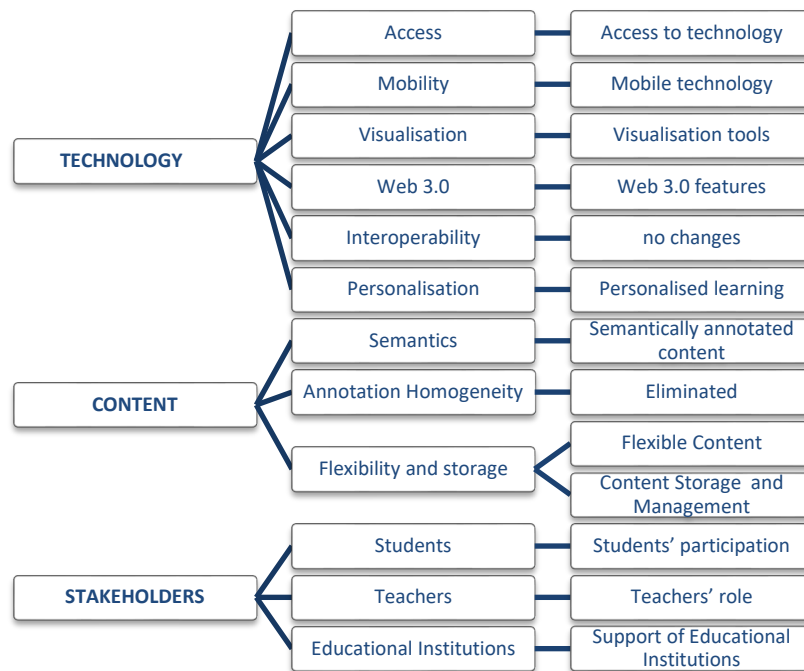 TECHNOLOGY
Access
Access to technology
Mobility
Mobile technology
Visualisation
Visualisation tools
Web 3.0
Web 3.0 features
Interoperability
no changes
Personalisation
Personalised learning
CONTENT
Semantics
Semantically annotated
content
Annotation Homogeneity
Eliminated
Flexibility and storage
Flexible Content
Content Storage and
Management
STAKEHOLDERS
Students
Students’ participation
Teachers
Teachers’ role
Educational Institutions
Support of Educational
Institutions